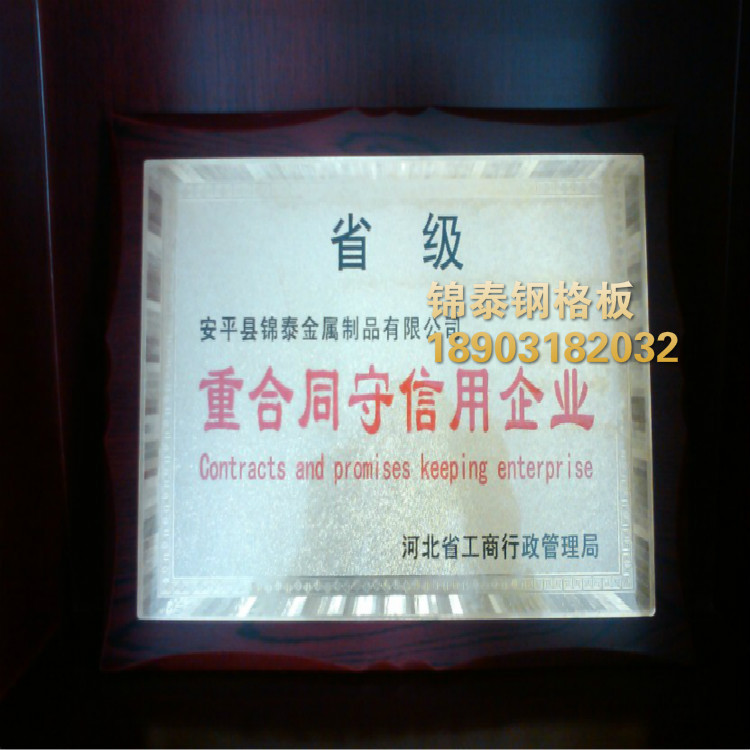 省 级
锦泰钢格板
安平县锦泰金属制品有限公司
18903182032
重合同守信用企业
Contracts and promises keeping enterprise
河北省工商行政管理局